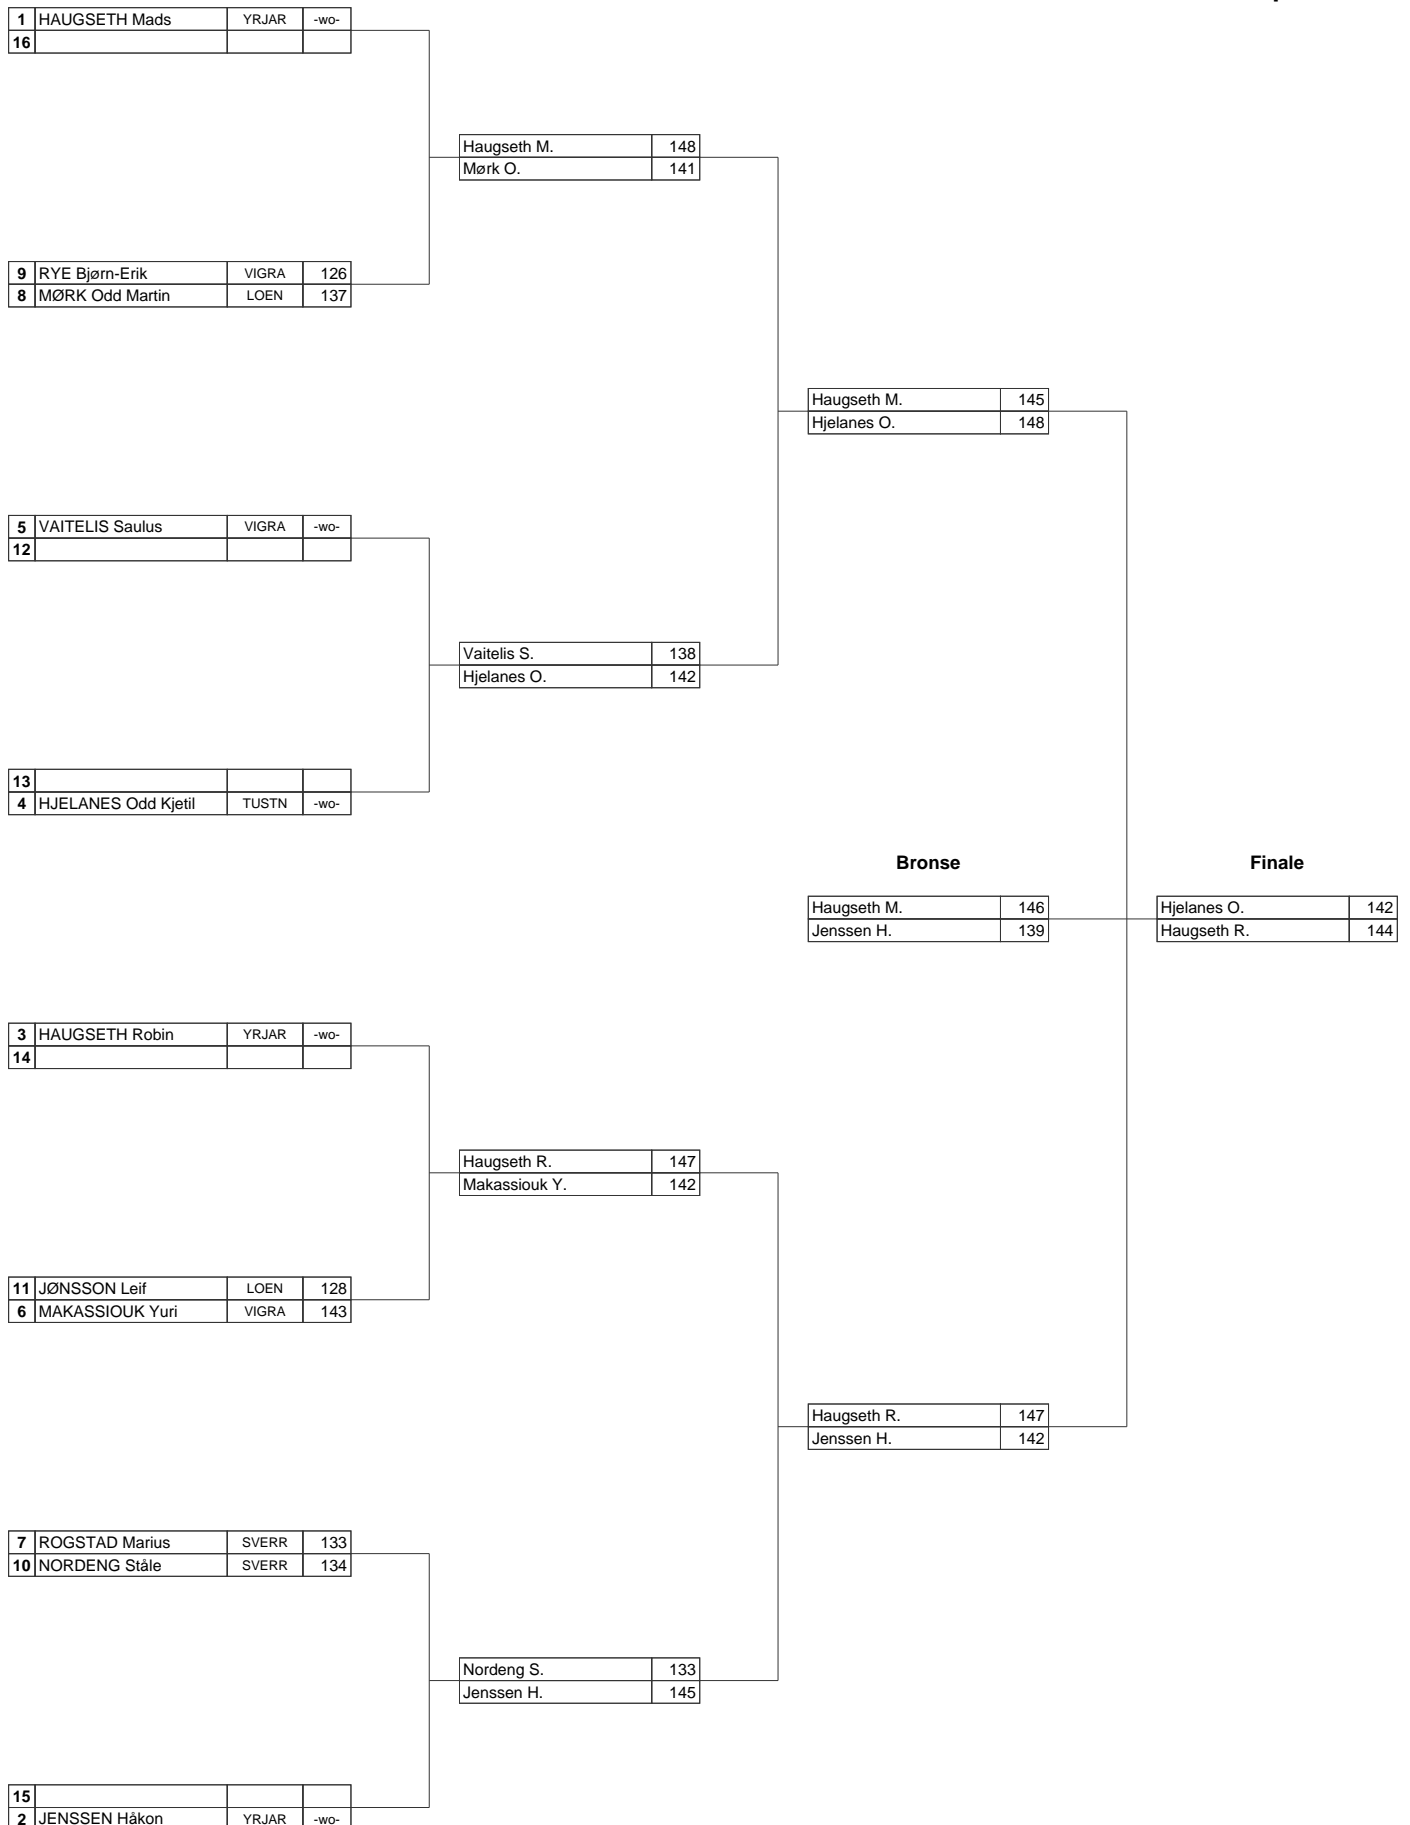 1 HAUGSETH Mads YRJAR -wo-
16
Haugseth M. 148
Mørk O. 141
9 RYE Bjørn-Erik VIGRA 126
8 MØRK Odd Martin LOEN 137
Haugseth M. 145
Hjelanes O. 148
5 VAITELIS Saulus VIGRA -wo-
12
Vaitelis S. 138
Hjelanes O. 142
13
4 HJELANES Odd Kjetil TUSTN -wo-
Bronse Finale
Haugseth M. 146 Hjelanes O. 142
Jenssen H. 139 Haugseth R. 144
3 HAUGSETH Robin YRJAR -wo-
14
Haugseth R. 147
Makassiouk Y. 142
11 JØNSSON Leif LOEN 128
6 MAKASSIOUK Yuri VIGRA 143
Haugseth R. 147
Jenssen H. 142
7 ROGSTAD Marius SVERR 133
10 NORDENG Ståle SVERR 134
Nordeng S. 133
Jenssen H. 145
15
2 JENSSEN Håkon YRJAR -wo-